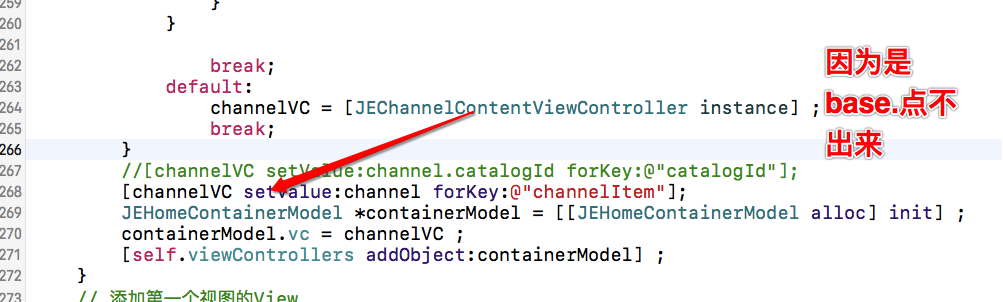 259 }
260 }
261
262 break;
263 default:
264 channelVC = [JEChannelContentViewController instance] ;
265 break;
266 }
267 //[channelVC setValue:channel.catalogId forKey:@"catalogId"];
268 [channelVC setValue:channel forKey:@"channelItem"];
269 JEHomeContainerModel *containerModel = [[JEHomeContainerModel alloc] init] ;
270 containerModel.vc = channelVC ;
271 [self.viewControllers addObject:containerModel] ;
272 }
273 // 添加第一个视图的View
因为是
base.点不
出来